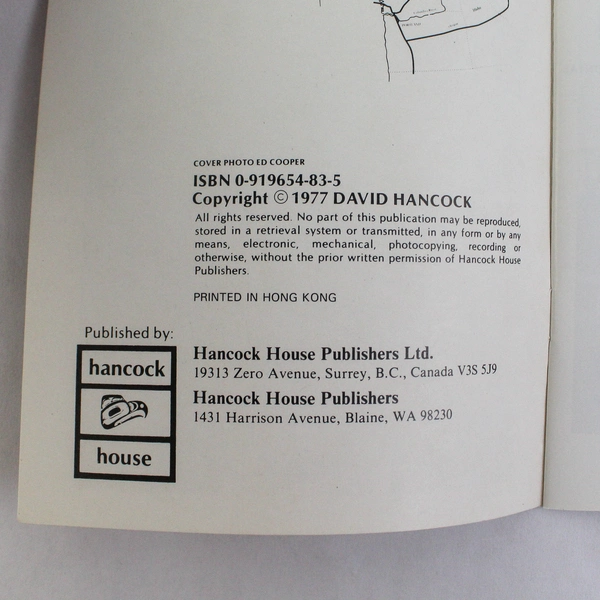 COVER PHOTO ED COOPER
ISBN 0-919654-83-5
Copyright © 1977 DAVID HANCOCK
All rights reserved. No part of this publication may be reproduced,
stored in a retrieval system or transmitted, in any form or by any
means, electronic, mechanical, photocopying, recording or
otherwise, without the prior written permission of Hancock House
Publishers.
PRINTED IN HONG KONG
Published by:
hancock
house
Hancock House Publishers Ltd.
19313 Zero Avenue, Surrey, B.C., Canada V3S 5J9
Hancock House Publishers
1431 Harrison Avenue, Blaine, WA 98230